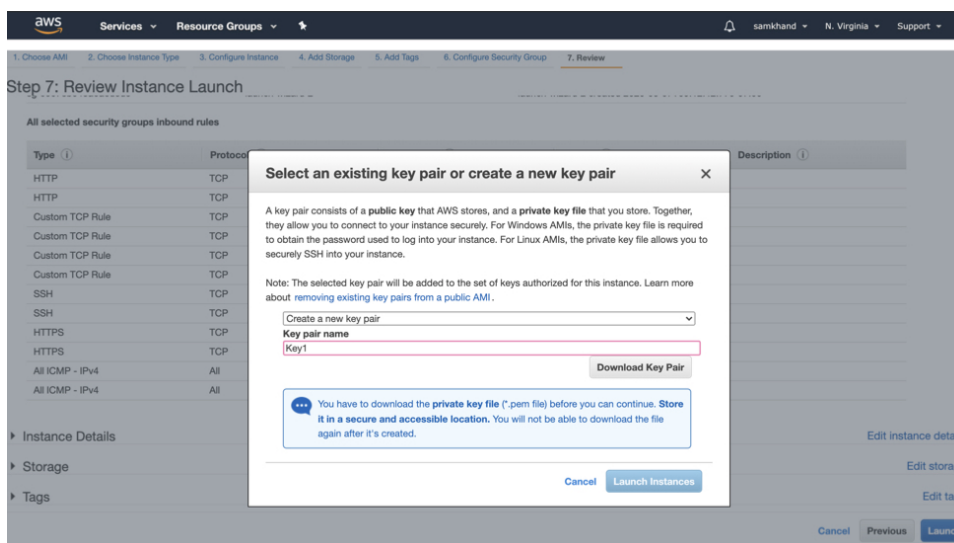 aws Services Resource Groups samkhand N. Virginia Support
1. Choose AMI 2. Choose Instance Type 3. Configure Instance 4. Add Storage 5. Add Tags 6. Configure Security Group 7. Review
Step 7: Review Instance Launch
All selected security groups inbound rules
Type Protocol Description
HTTP TCP
HTTP TCP
Custom TCP Rule TCP
Custom TCP Rule TCP
Custom TCP Rule TCP
Custom TCP Rule TCP
SSH TCP
SSH TCP
HTTPS TCP
HTTPS TCP
All ICMP - IPv4 All
All ICMP - IPv4 All
Select an existing key pair or create a new key pair
A key pair consists of a public key that AWS stores, and a private key file that you store. Together,
they allow you to connect to your instance securely. For Windows AMIs, the private key file is required
to obtain the password used to log into your instance. For Linux AMIs, the private key file allows you to
securely SSH into your instance.
Note: The selected key pair will be added to the set of keys authorized for this instance. Learn more
about removing existing key pairs from a public AMI.
Create a new key pair
Key pair name
Key1
Download Key Pair
You have to download the private key file (*.pem file) before you can continue. Store
it in a secure and accessible location. You will not be able to download the file
again after it's created.
Cancel Launch Instances
Instance Details Edit instance deta
Storage Edit stora
Tags Edit ta
Cancel Previous Launc